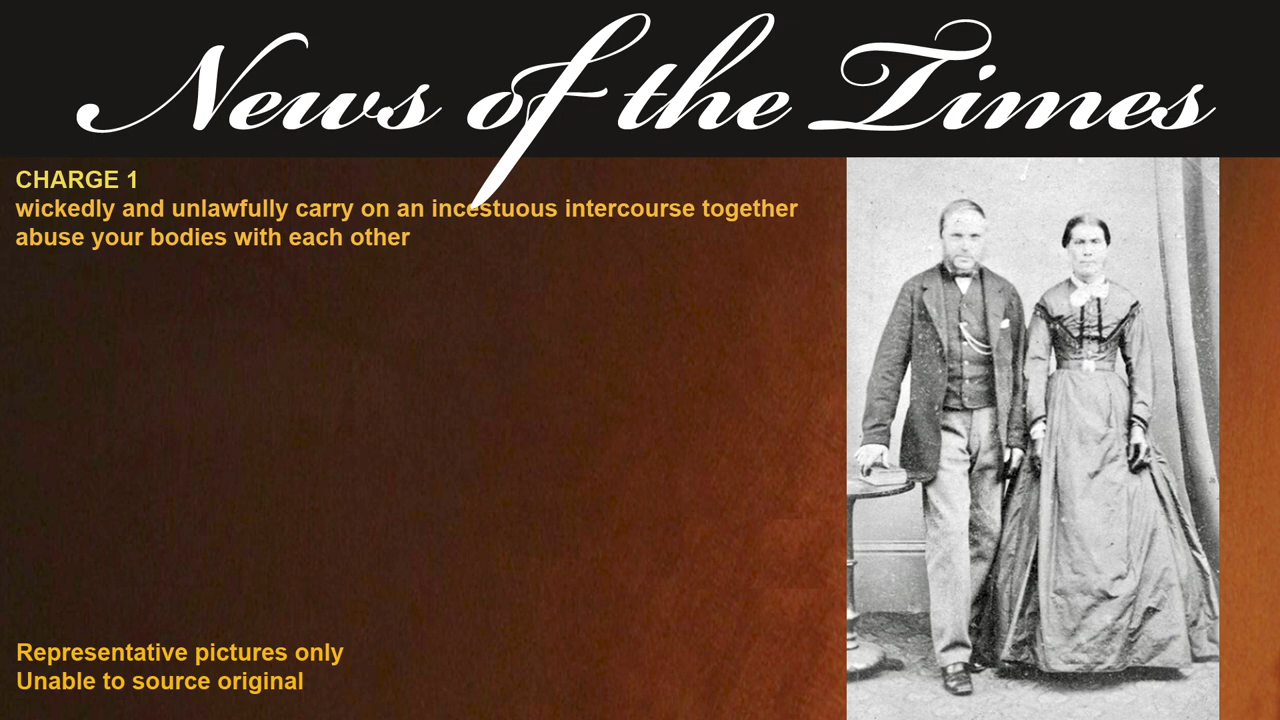 News of the Times
CHARGE 1
wickedly and unlawfully carry on an incestuous intercourse together
abuse your bodies with each other
Representative pictures only
Unable to source original